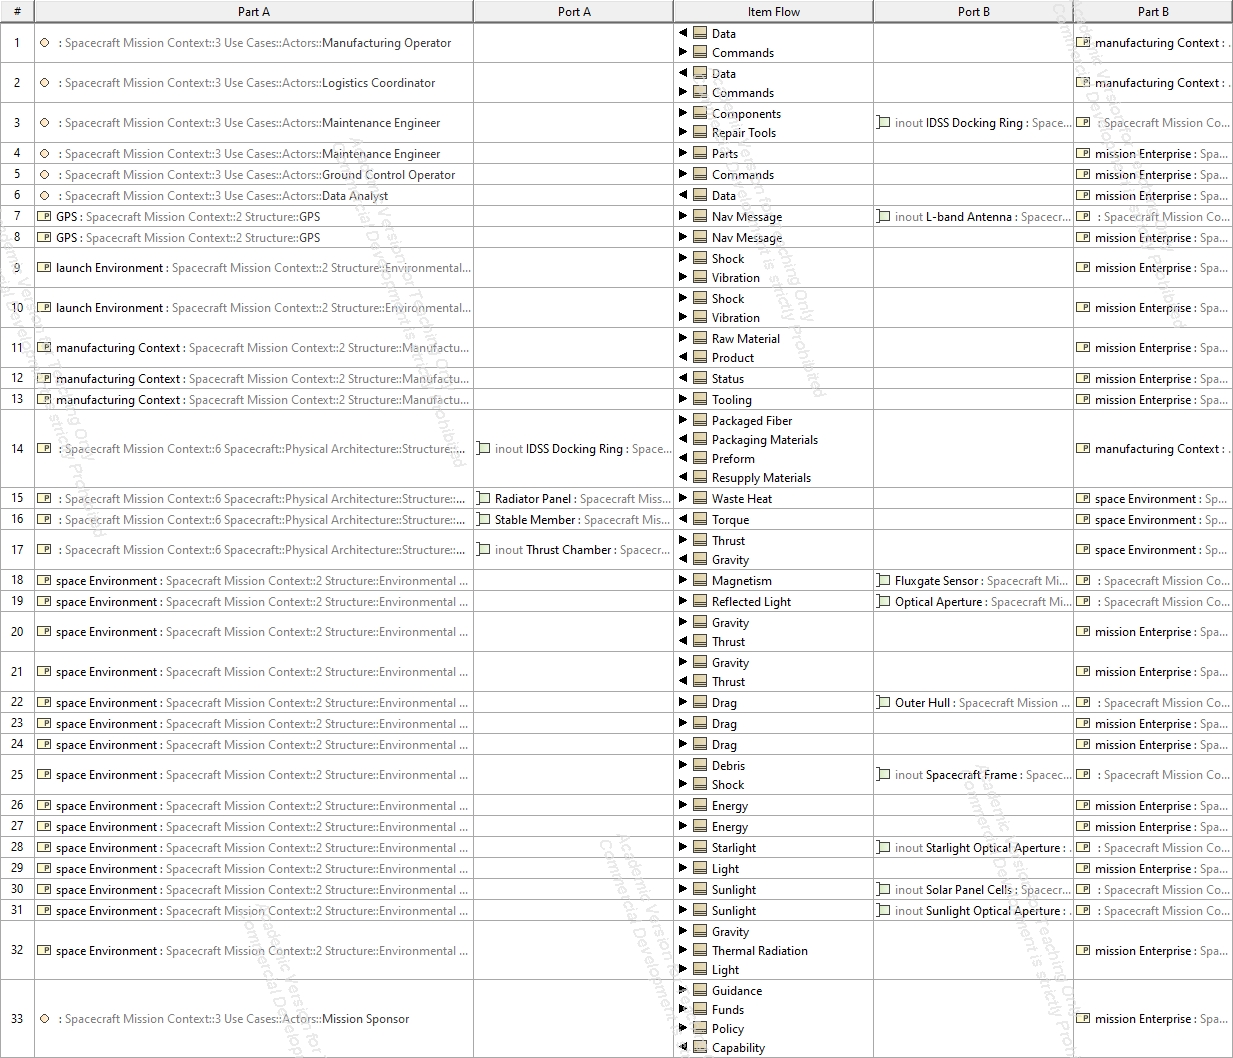 # Part A Port A Item Flow Port B Part B
1 : Spacecraft Mission Context::3 Use Cases::Actors::Manufacturing Operator Data manufacturing Context : .
Commands
2 : Spacecraft Mission Context::3 Use Cases::Actors::Logistics Coordinator Data manufacturing Context : .
Commands
3 : Spacecraft Mission Context::3 Use Cases::Actors::Maintenance Engineer Components inout IDSS Docking Ring : Space... : Spacecraft Mission Co...
Repair Tools
4 : Spacecraft Mission Context::3 Use Cases::Actors::Maintenance Engineer Parts mission Enterprise : Spa...
5 : Spacecraft Mission Context::3 Use Cases::Actors::Ground Control Operator Commands mission Enterprise : Spa...
6 : Spacecraft Mission Context::3 Use Cases::Actors::Data Analyst Data mission Enterprise : Spa...
7 GPS : Spacecraft Mission Context::2 Structure::GPS Nav Message inout L-band Antenna : Spacecr... : Spacecraft Mission Co...
8 GPS : Spacecraft Mission Context::2 Structure::GPS Nav Message mission Enterprise : Spa...
9 launch Environment : Spacecraft Mission Context::2 Structure::Environmental... Shock mission Enterprise : Spa...
Vibration
10 launch Environment : Spacecraft Mission Context::2 Structure::Environmental... Shock mission Enterprise : Spa...
Vibration
11 manufacturing Context : Spacecraft Mission Context::2 Structure::Manufactu... Raw Material mission Enterprise : Spa...
Product
12 manufacturing Context : Spacecraft Mission Context::2 Structure::Manufactu... Status mission Enterprise : Spa...
13 manufacturing Context : Spacecraft Mission Context::2 Structure::Manufactu... Tooling mission Enterprise : Spa...
14 : Spacecraft Mission Context::6 Spacecraft::Physical Architecture::Structure::... inout IDSS Docking Ring : Space... Packaged Fiber manufacturing Context : .
Packaging Materials
Preform
Resupply Materials
15 : Spacecraft Mission Context::6 Spacecraft::Physical Architecture::Structure::... Radiator Panel : Spacecraft Miss... Waste Heat space Environment : Sp...
16 : Spacecraft Mission Context::6 Spacecraft::Physical Architecture::Structure::... Stable Member : Spacecraft Mis... Torque space Environment : Sp...
17 : Spacecraft Mission Context::6 Spacecraft::Physical Architecture::Structure::... inout Thrust Chamber : Spacecr... Thrust space Environment : Sp...
Gravity
18 space Environment : Spacecraft Mission Context::2 Structure::Environmental ... Magnetism Fluxgate Sensor : Spacecraft Mi... : Spacecraft Mission Co...
19 space Environment : Spacecraft Mission Context::2 Structure::Environmental ... Reflected Light Optical Aperture : Spacecraft Mi... : Spacecraft Mission Co...
20 space Environment : Spacecraft Mission Context::2 Structure::Environmental ... Gravity mission Enterprise : Spa...
Thrust
21 space Environment : Spacecraft Mission Context::2 Structure::Environmental ... Gravity mission Enterprise : Spa...
Thrust
22 space Environment : Spacecraft Mission Context::2 Structure::Environmental ... Drag Outer Hull : Spacecraft Mission ... : Spacecraft Mission Co...
23 space Environment : Spacecraft Mission Context::2 Structure::Environmental ... Drag mission Enterprise : Spa...
24 space Environment : Spacecraft Mission Context::2 Structure::Environmental ... Drag mission Enterprise : Spa...
25 space Environment : Spacecraft Mission Context::2 Structure::Environmental ... Debris inout Spacecraft Frame : Spacec... : Spacecraft Mission Co...
Shock
26 space Environment : Spacecraft Mission Context::2 Structure::Environmental ... Energy mission Enterprise : Spa...
27 space Environment : Spacecraft Mission Context::2 Structure::Environmental ... Energy mission Enterprise : Spa...
28 space Environment : Spacecraft Mission Context::2 Structure::Environmental ... Starlight inout Starlight Optical Aperture : . : Spacecraft Mission Co...
29 space Environment : Spacecraft Mission Context::2 Structure::Environmental ... Light mission Enterprise : Spa...
30 space Environment : Spacecraft Mission Context::2 Structure::Environmental ... Sunlight inout Solar Panel Cells : Spacecr... : Spacecraft Mission Co...
31 space Environment : Spacecraft Mission Context::2 Structure::Environmental ... Sunlight inout Sunlight Optical Aperture : . : Spacecraft Mission Co...
32 space Environment : Spacecraft Mission Context::2 Structure::Environmental ... Gravity mission Enterprise : Spa...
Thermal Radiation
Light
33 : Spacecraft Mission Context::3 Use Cases::Actors::Mission Sponsor Guidance mission Enterprise : Spa...
Funds
Policy
Capability
Academic Version for Teaching Only
Commercial Development is strictly Prohibited